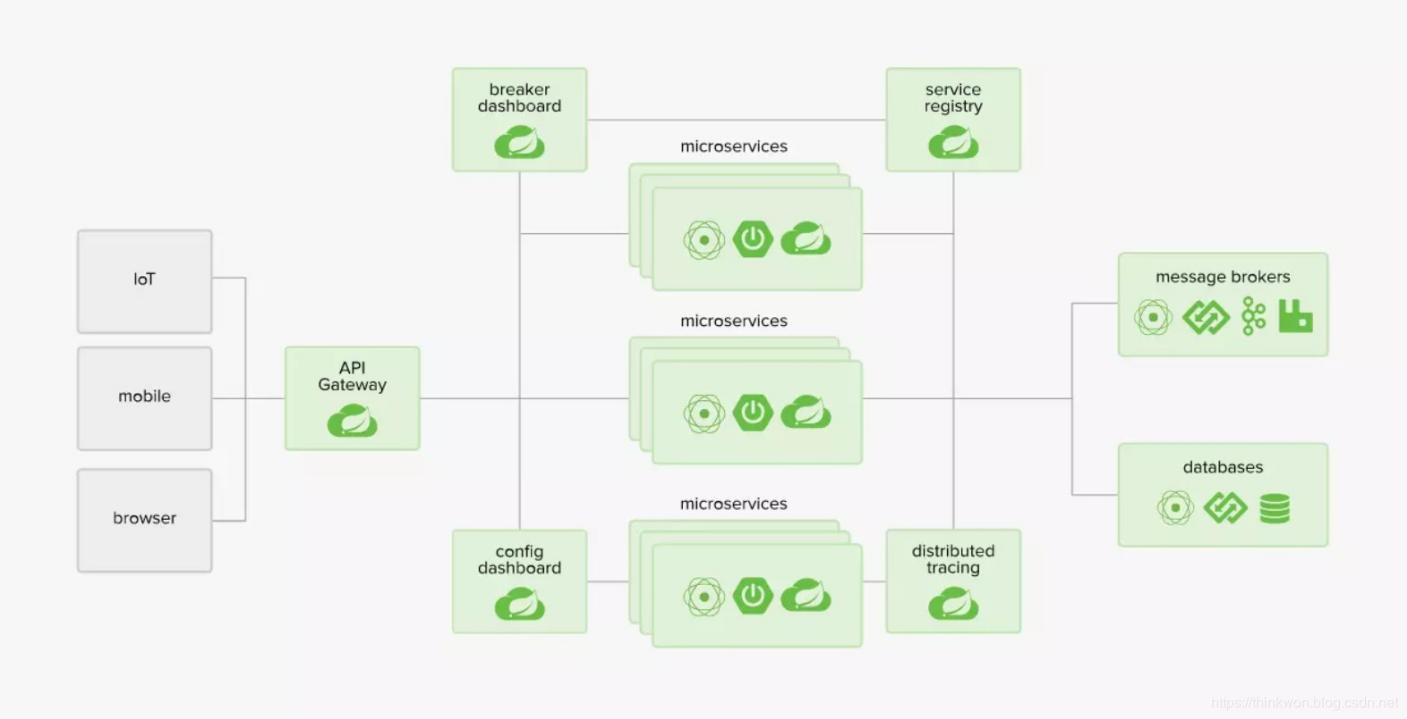 breaker
dashboard
service
registry
microservices
IoT
mobile
browser
API
Gateway
microservices
message brokers
databases
microservices
config
dashboard
distributed
tracing
https://thinkwon.blog.csdn.net